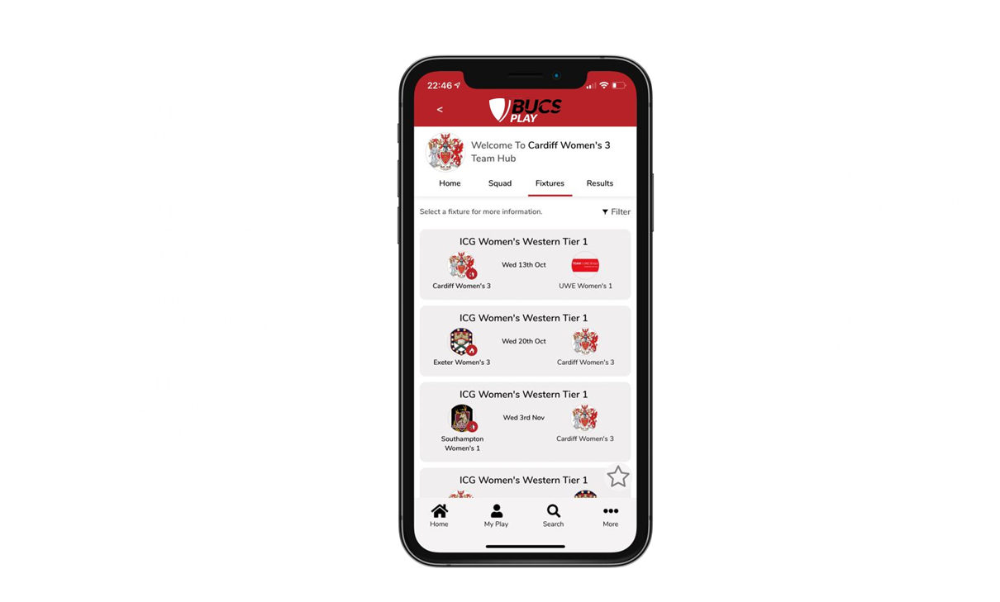 22:46
<
BUCS
PLAY
Welcome To Cardiff Women's 3
Team Hub
Home Squad Fixtures Results
Select a fixture for more information. Filter
ICG Women's Western Tier 1
Wed 13th Oct
Cardiff Women's 3 UWE Women's 1
ICG Women's Western Tier 1
Wed 20th Oct
Exeter Women's 3 Cardiff Women's 3
ICG Women's Western Tier 1
Wed 3rd Nov
Southampton Cardiff Women's 3
Women's 1
ICG Women's Western Tier 1
Home My Play Search More